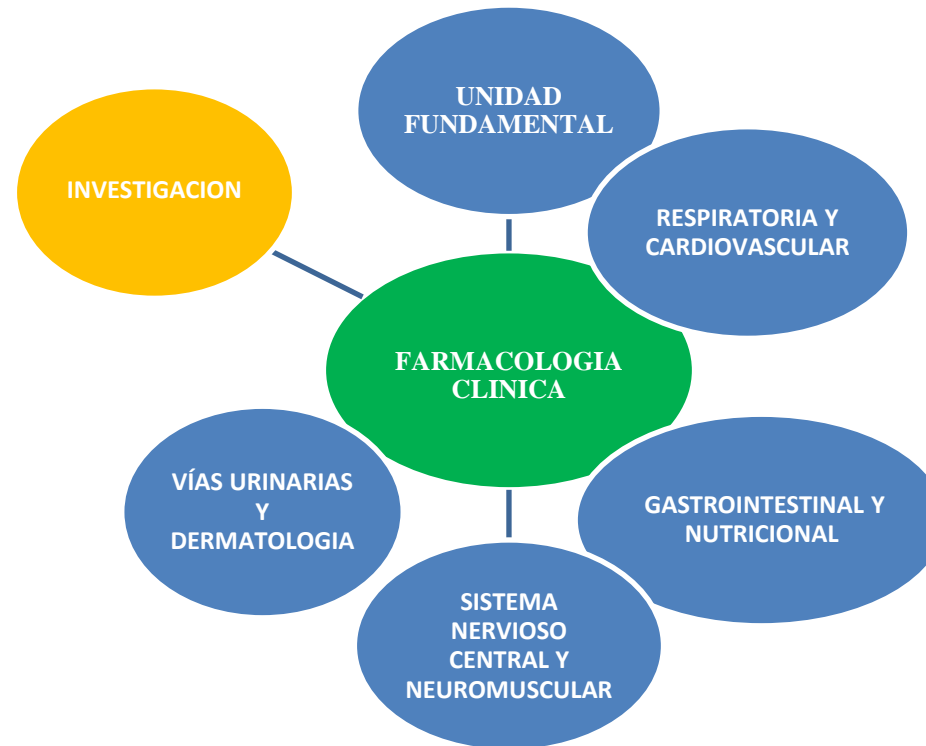 UNIDAD
FUNDAMENTAL
INVESTIGACION
RESPIRATORIA Y
CARDIOVASCULAR
FARMACOLOGIA
CLINICA
VÍAS URINARIAS
Y
DERMATOLOGIA
GASTROINTESTINAL Y
NUTRICIONAL
SISTEMA
NERVIOSO
CENTRAL Y
NEUROMUSCULAR